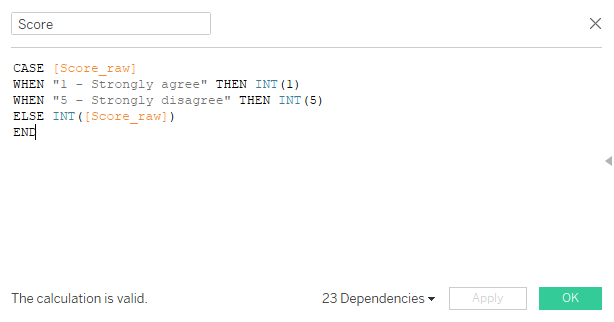 Score
CASE [Score_raw]
WHEN "1 - Strongly agree" THEN INT(1)
WHEN "5 - Strongly disagree" THEN INT(5)
ELSE INT([Score_raw])
END
The calculation is valid.
23 Dependencies
Apply
OK